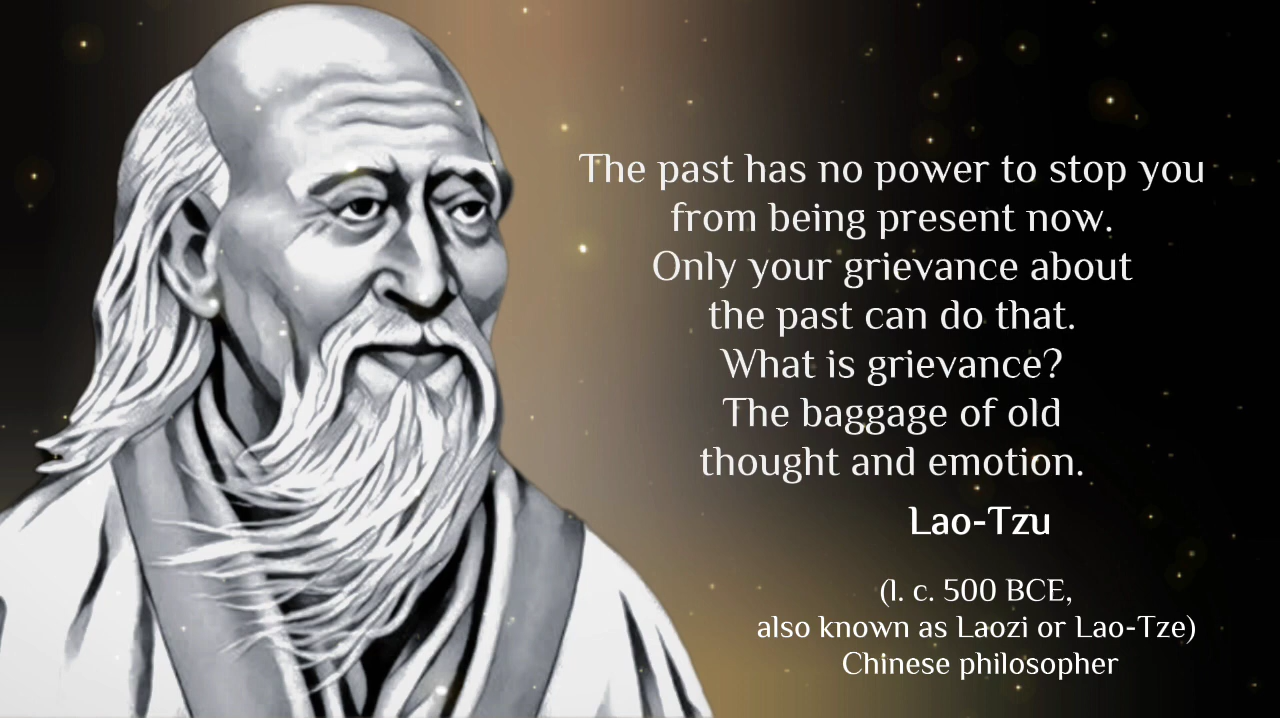 The past has no power to stop you
from being present now.
Only your grievance about
the past can do that.
What is grievance?
The baggage of old
thought and emotion.
Lao-Tzu
(l. c. 500 BCE,
also known as Laozi or Lao-Tze)
Chinese philosopher